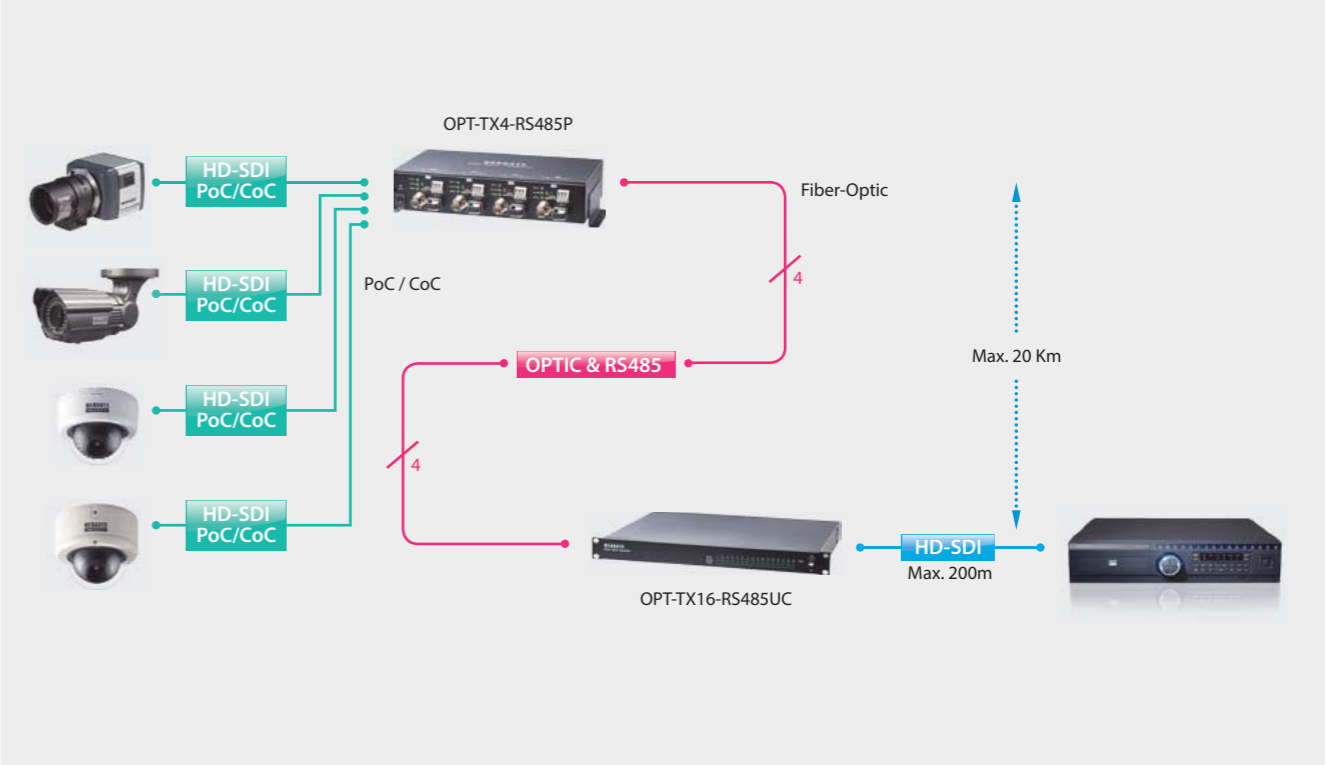 OPT-TX4-RS485P
HD-SDI
PoC/CoC
Fiber-Optic
HD-SDI
PoC/CoC
PoC / CoC
4
OPTIC & RS485
Max. 20 Km
HD-SDI
PoC/CoC
4
HD-SDI
PoC/CoC
HD-SDI
Max. 200m
OPT-TX16-RS485UC